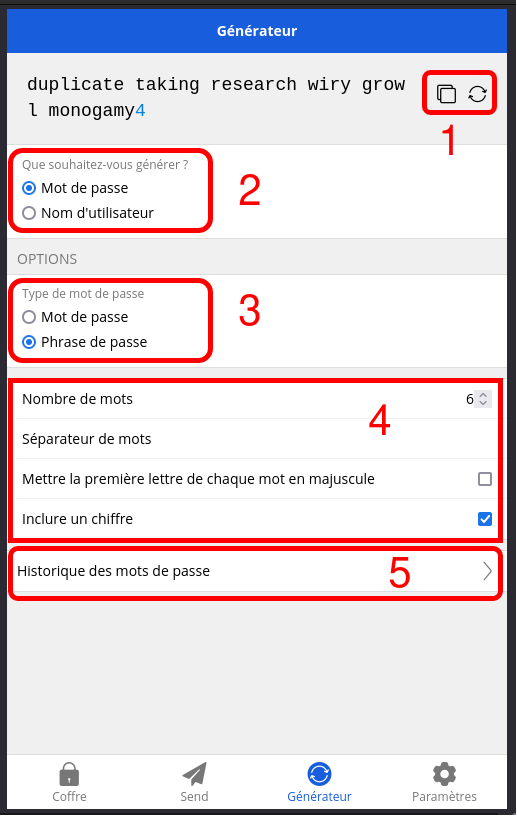 Générateur
duplicate taking research wiry grow
l monogamy4
1
Que souhaitez-vous générer ?
Mot de passe
Nom d'utilisateur
2
OPTIONS
Type de mot de passe
Mot de passe
Phrase de passe
3
Nombre de mots 6
4
Séparateur de mots
Mettre la première lettre de chaque mot en majuscule
Inclure un chiffre
Historique des mots de passe
5
Coffre Send Générateur Paramètres